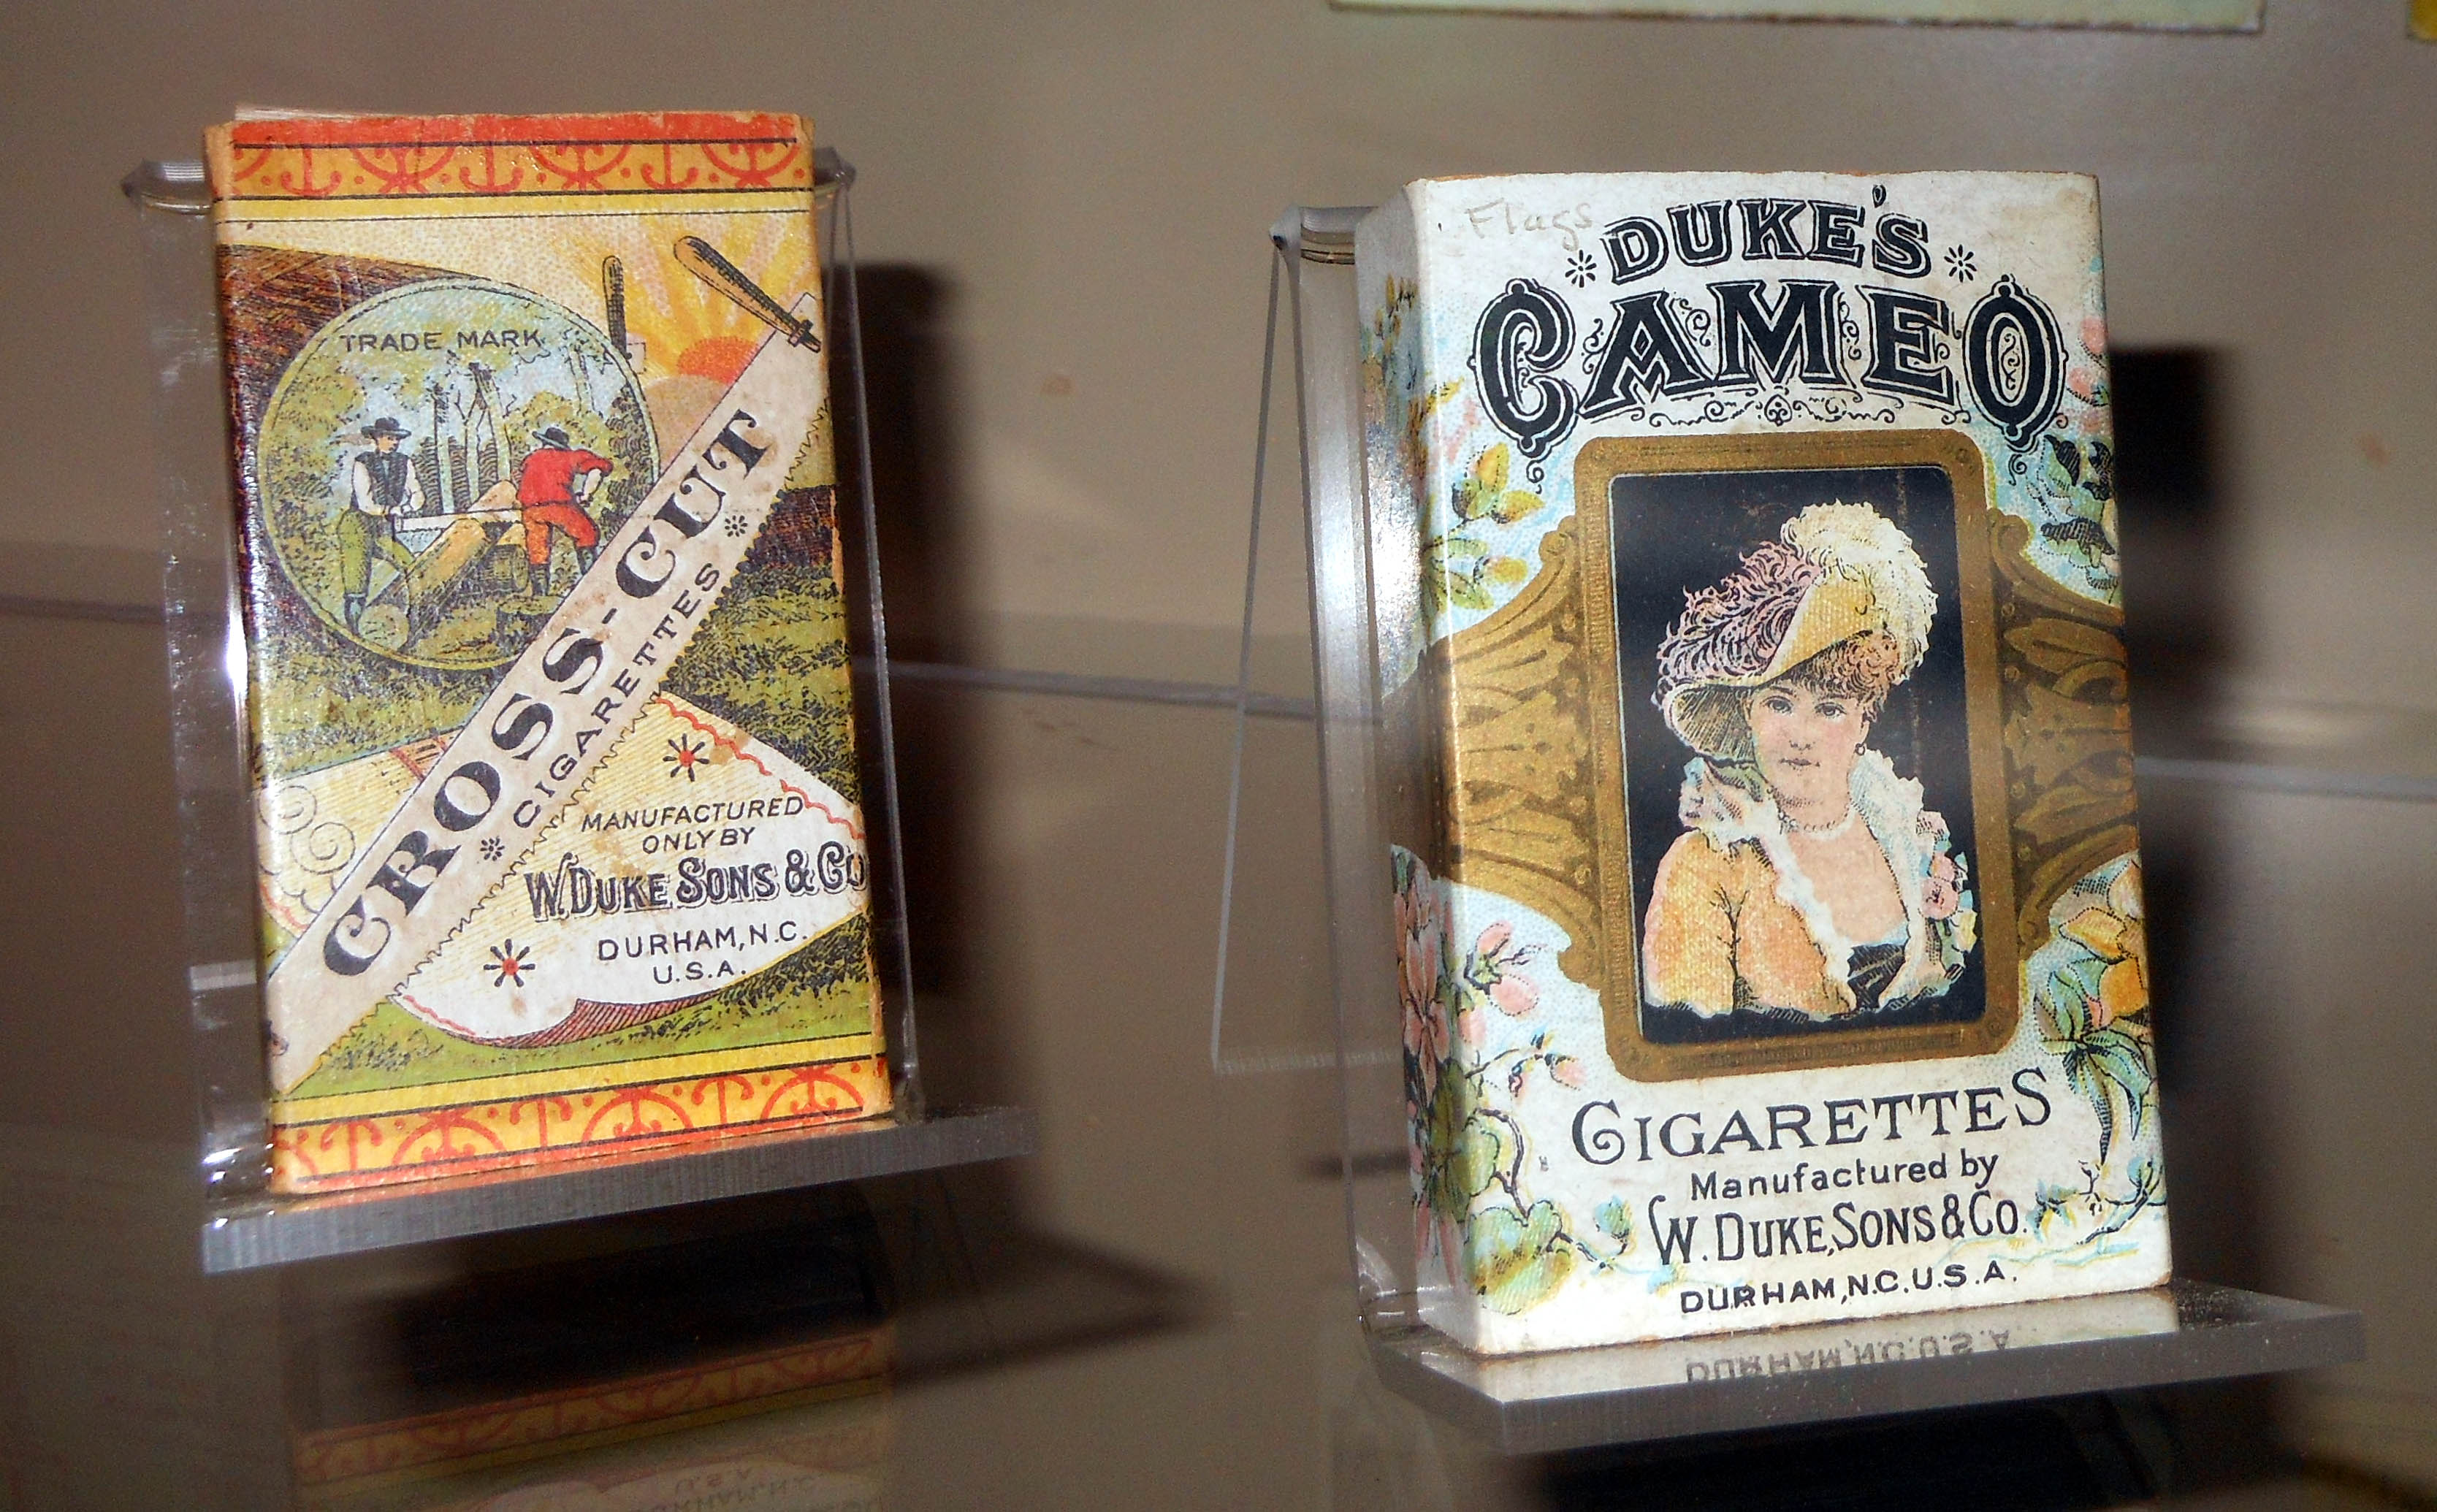 TRADE MARK
CROSS-CUT
CIGARETTES
MANUFACTURED
ONLY BY
W. DUKE SONS & CO
DURHAM, N.C.
U.S.A.
Flags
DUKE'S
CAMEO
CIGARETTES
Manufactured by
W. DUKE, SONS & CO.
DURHAM, N.C. U.S.A.